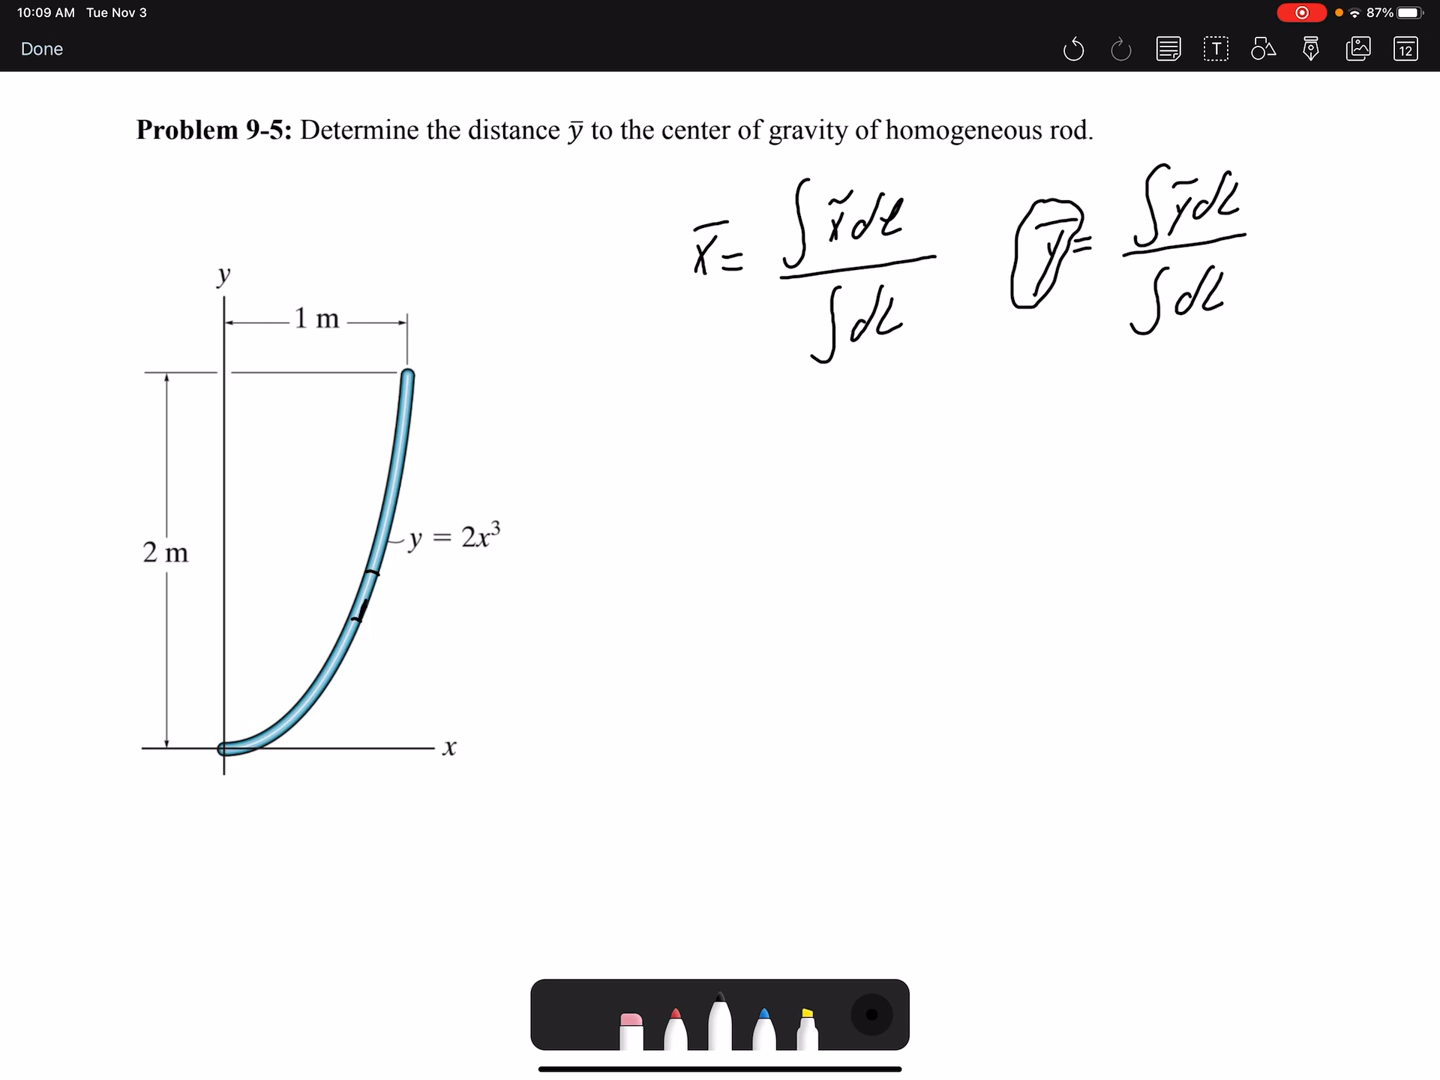 10:09 AM Tue Nov 3
87%
Done
T
12
Problem 9-5: Determine the distance y̅ to the center of gravity of homogeneous rod.
x̅ = ∫ x̃ dL / ∫ dL
y̅ = ∫ ỹ dL / ∫ dL
y
1 m
y = 2x³
2 m
x